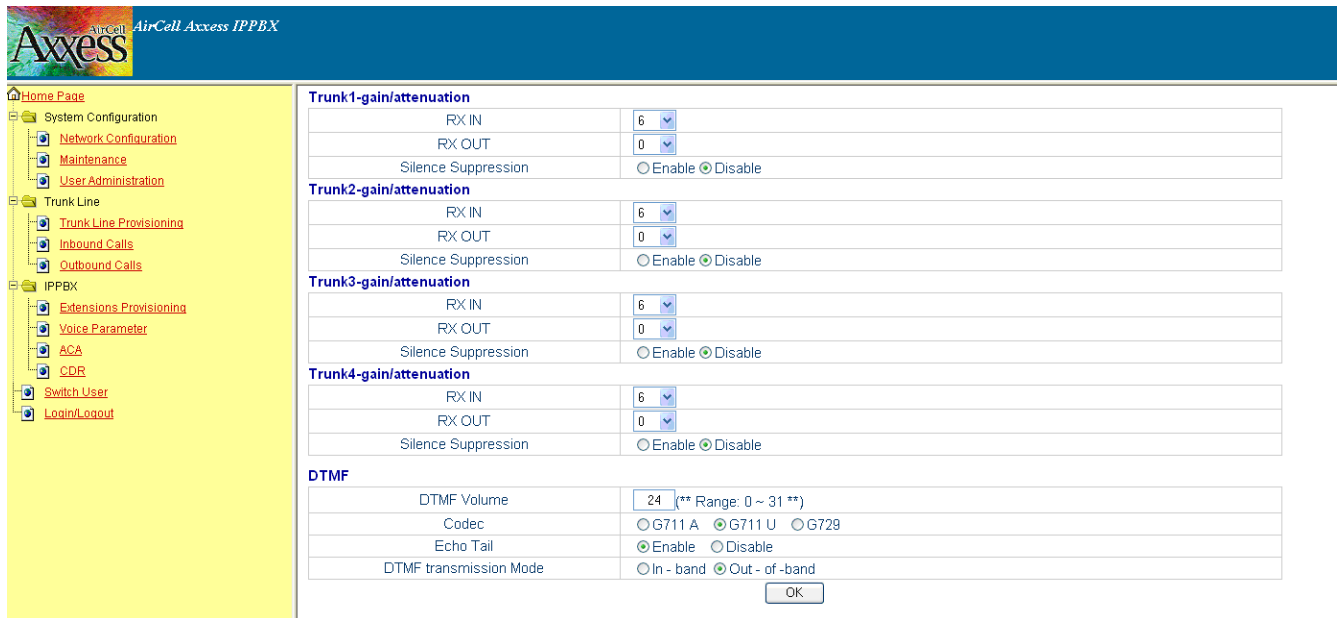 AirCell
Axxess
AirCell Axxess IPPBX
Home Page
System Configuration
Network Configuration
Maintenance
User Administration
Trunk Line
Trunk Line Provisioning
Inbound Calls
Outbound Calls
IPPBX
Extensions Provisioning
Voice Parameter
ACA
CDR
Switch User
Login/Logout
Trunk1-gain/attenuation
RX IN 6
RX OUT 0
Silence Suppression Enable Disable
Trunk2-gain/attenuation
RX IN 6
RX OUT 0
Silence Suppression Enable Disable
Trunk3-gain/attenuation
RX IN 6
RX OUT 0
Silence Suppression Enable Disable
Trunk4-gain/attenuation
RX IN 6
RX OUT 0
Silence Suppression Enable Disable
DTMF
DTMF Volume 24 (** Range: 0 ~ 31 **)
Codec G711 A G711 U G729
Echo Tail Enable Disable
DTMF transmission Mode In - band Out - of -band
OK